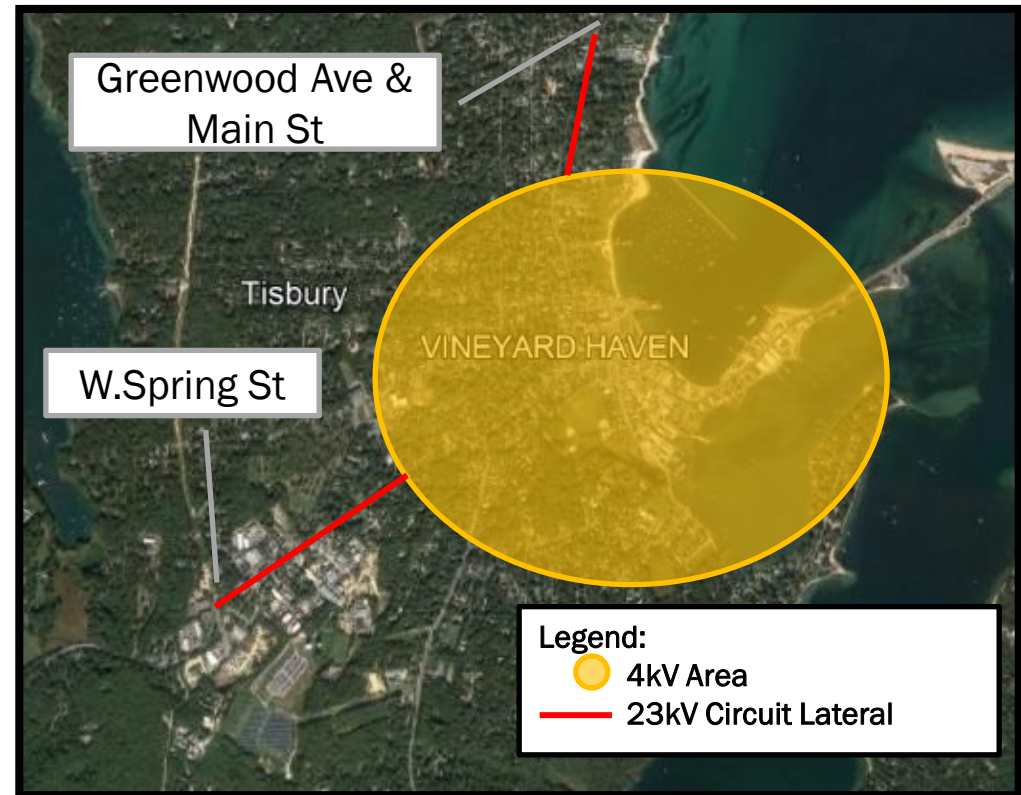 Greenwood Ave &
Main St
Tisbury
VINEYARD HAVEN
W.Spring St
Legend:
4kV Area
23kV Circuit Lateral